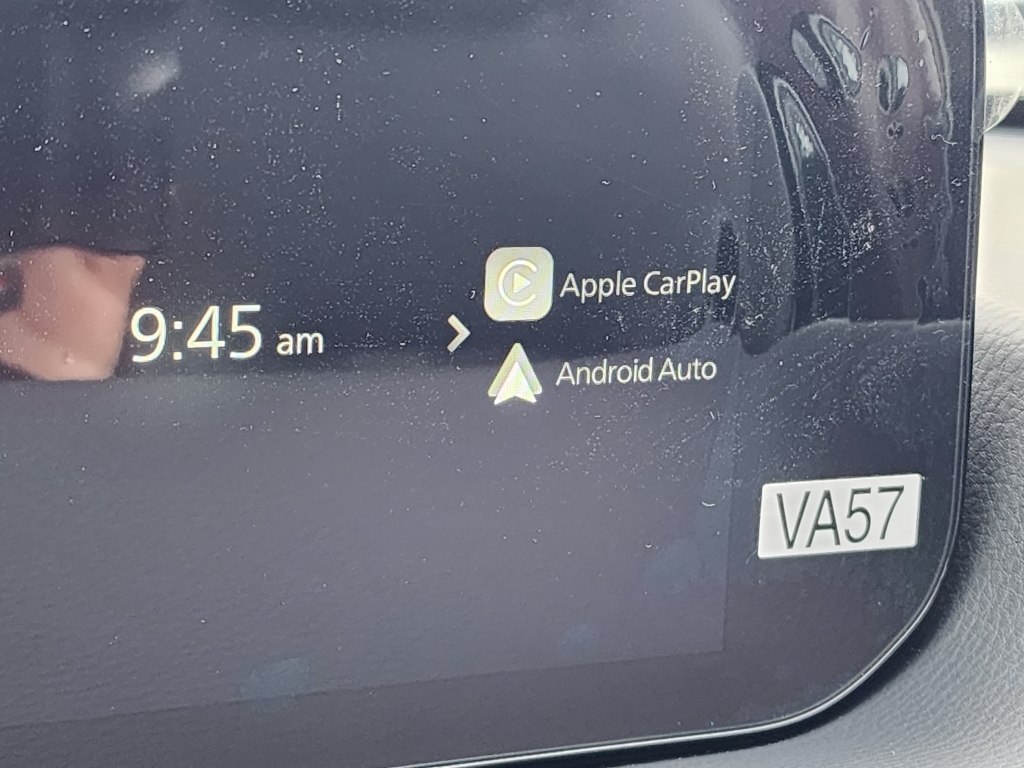 Apple CarPlay
9:45 am
Android Auto
VA57